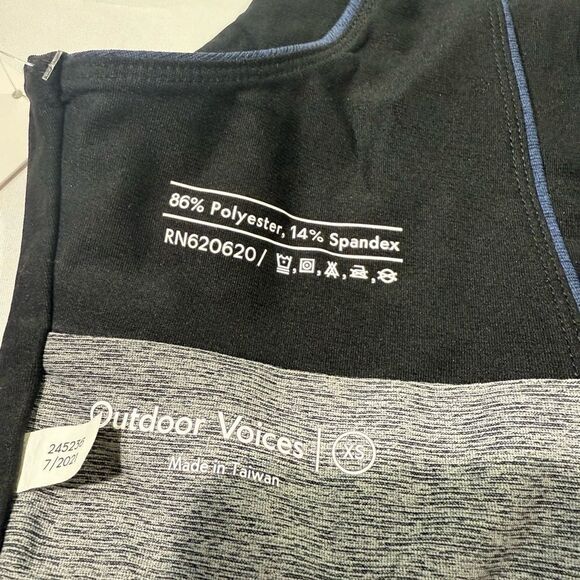 86% Polyester, 14% Spandex
RN620620/
Outdoor Voices | XS
Made in Taiwan